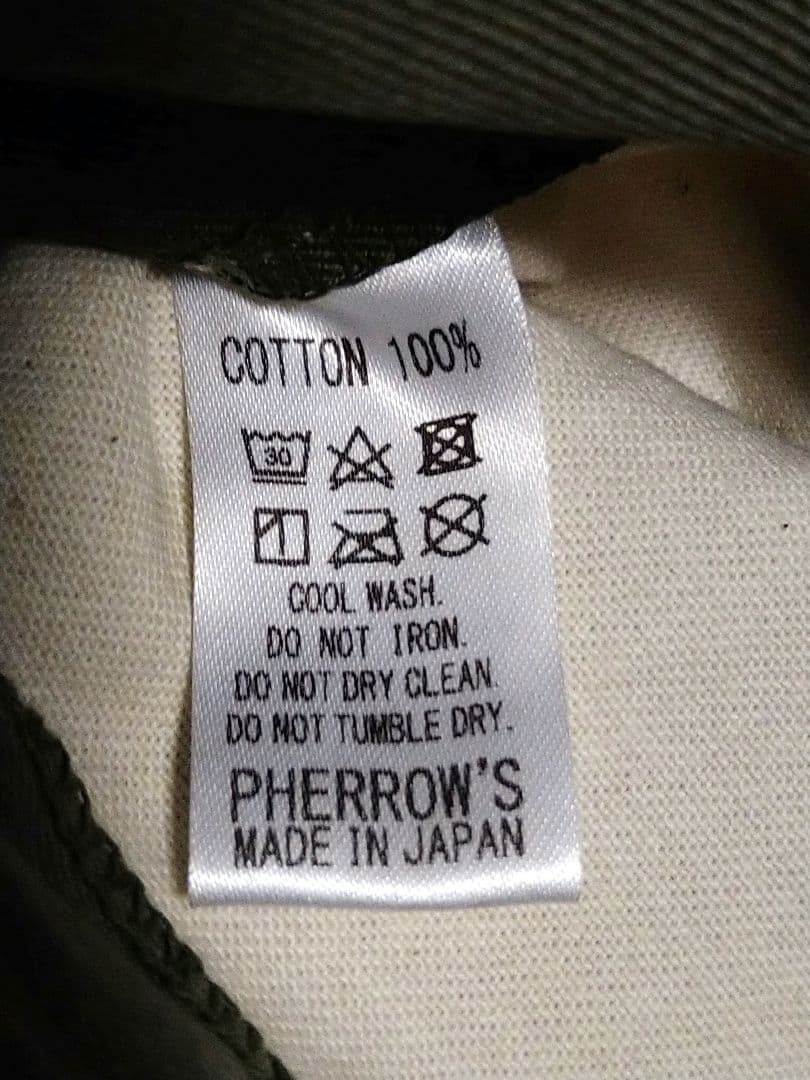 COTTON 100%
30
COOL WASH.
DO NOT IRON.
DO NOT DRY CLEAN.
DO NOT TUMBLE DRY.
PHERROW'S
MADE IN JAPAN